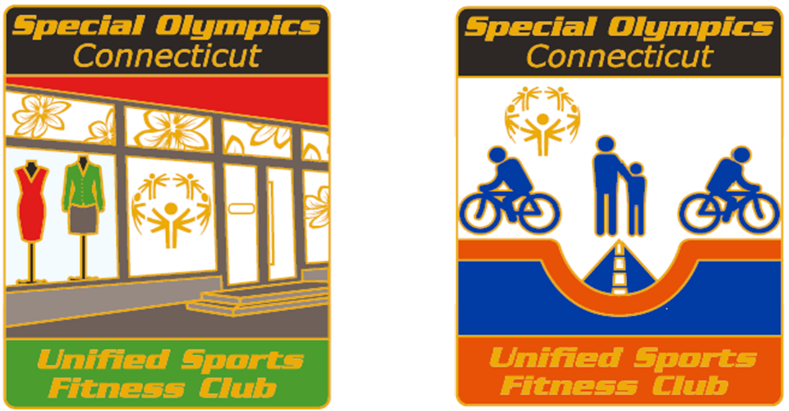 Special Olympics
Connecticut
Unified Sports
Fitness Club
Special Olympics
Connecticut
Unified Sports
Fitness Club